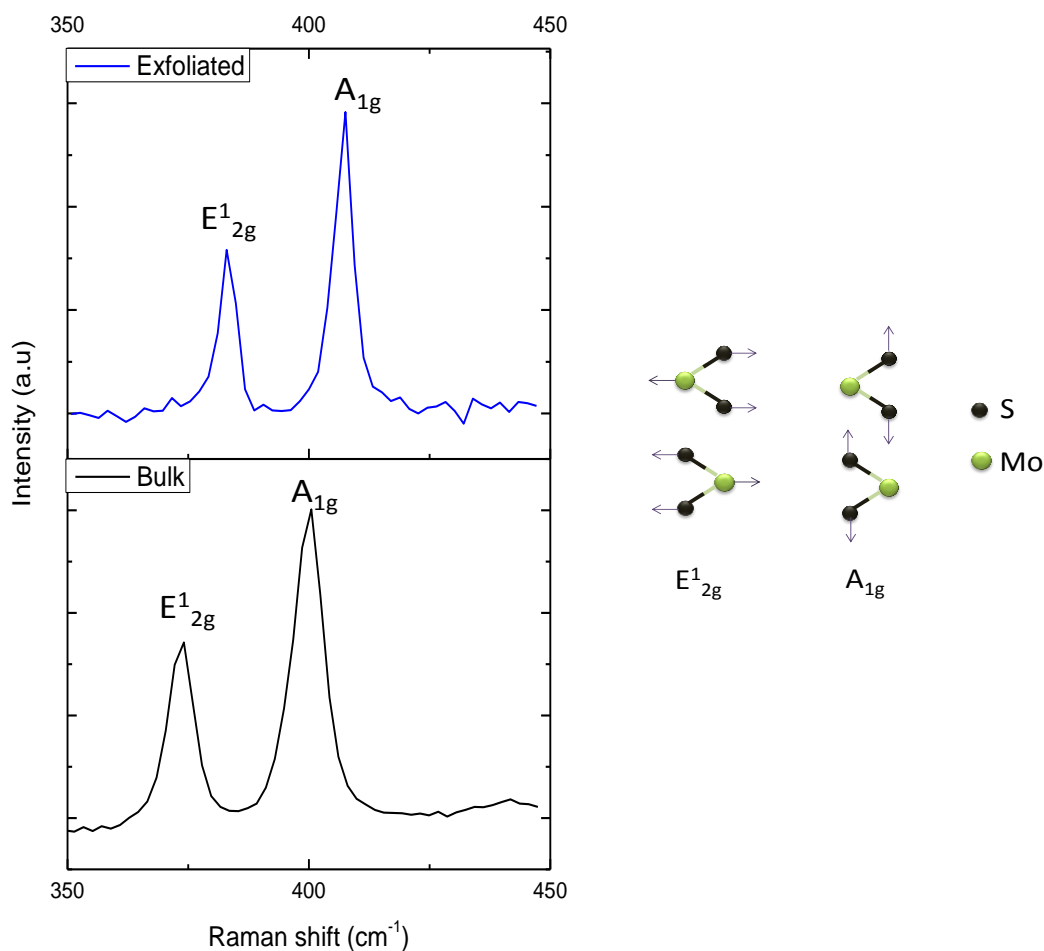 350 400 450
Exfoliated
A1g
E12g
Intensity (a.u)
S
Mo
Bulk
A1g
E12g
E12g A1g
350 400 450
Raman shift (cm-1)